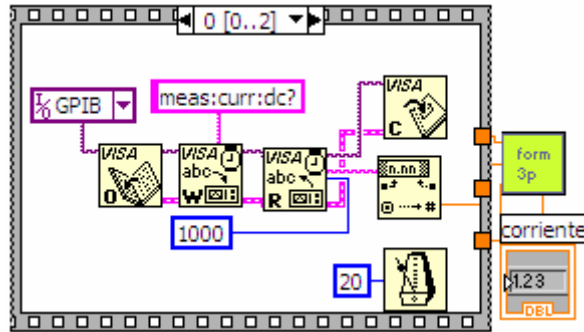 0 [0..2]
I/O GPIB
meas:curr:dc?
VISA
C
VISA
O
VISA
abc
W
VISA
abc
R
n.nn
#
form
3p
1000
corriente
20
1.23
DBL